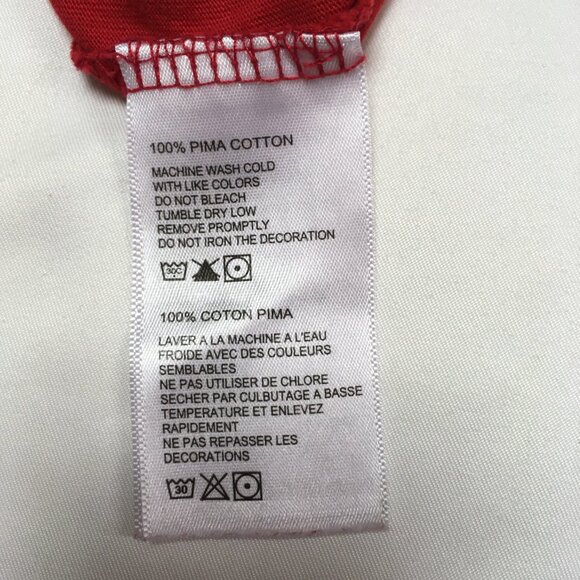 100% PIMA COTTON
MACHINE WASH COLD
WITH LIKE COLORS
DO NOT BLEACH
TUMBLE DRY LOW
REMOVE PROMPTLY
DO NOT IRON THE DECORATION
30C
100% COTON PIMA
LAVER A LA MACHINE A L'EAU
FROIDE AVEC DES COULEURS
SEMBLABLES
NE PAS UTILISER DE CHLORE
SECHER PAR CULBUTAGE A BASSE
TEMPERATURE ET ENLEVEZ
RAPIDEMENT
NE PAS REPASSER LES
DECORATIONS
30